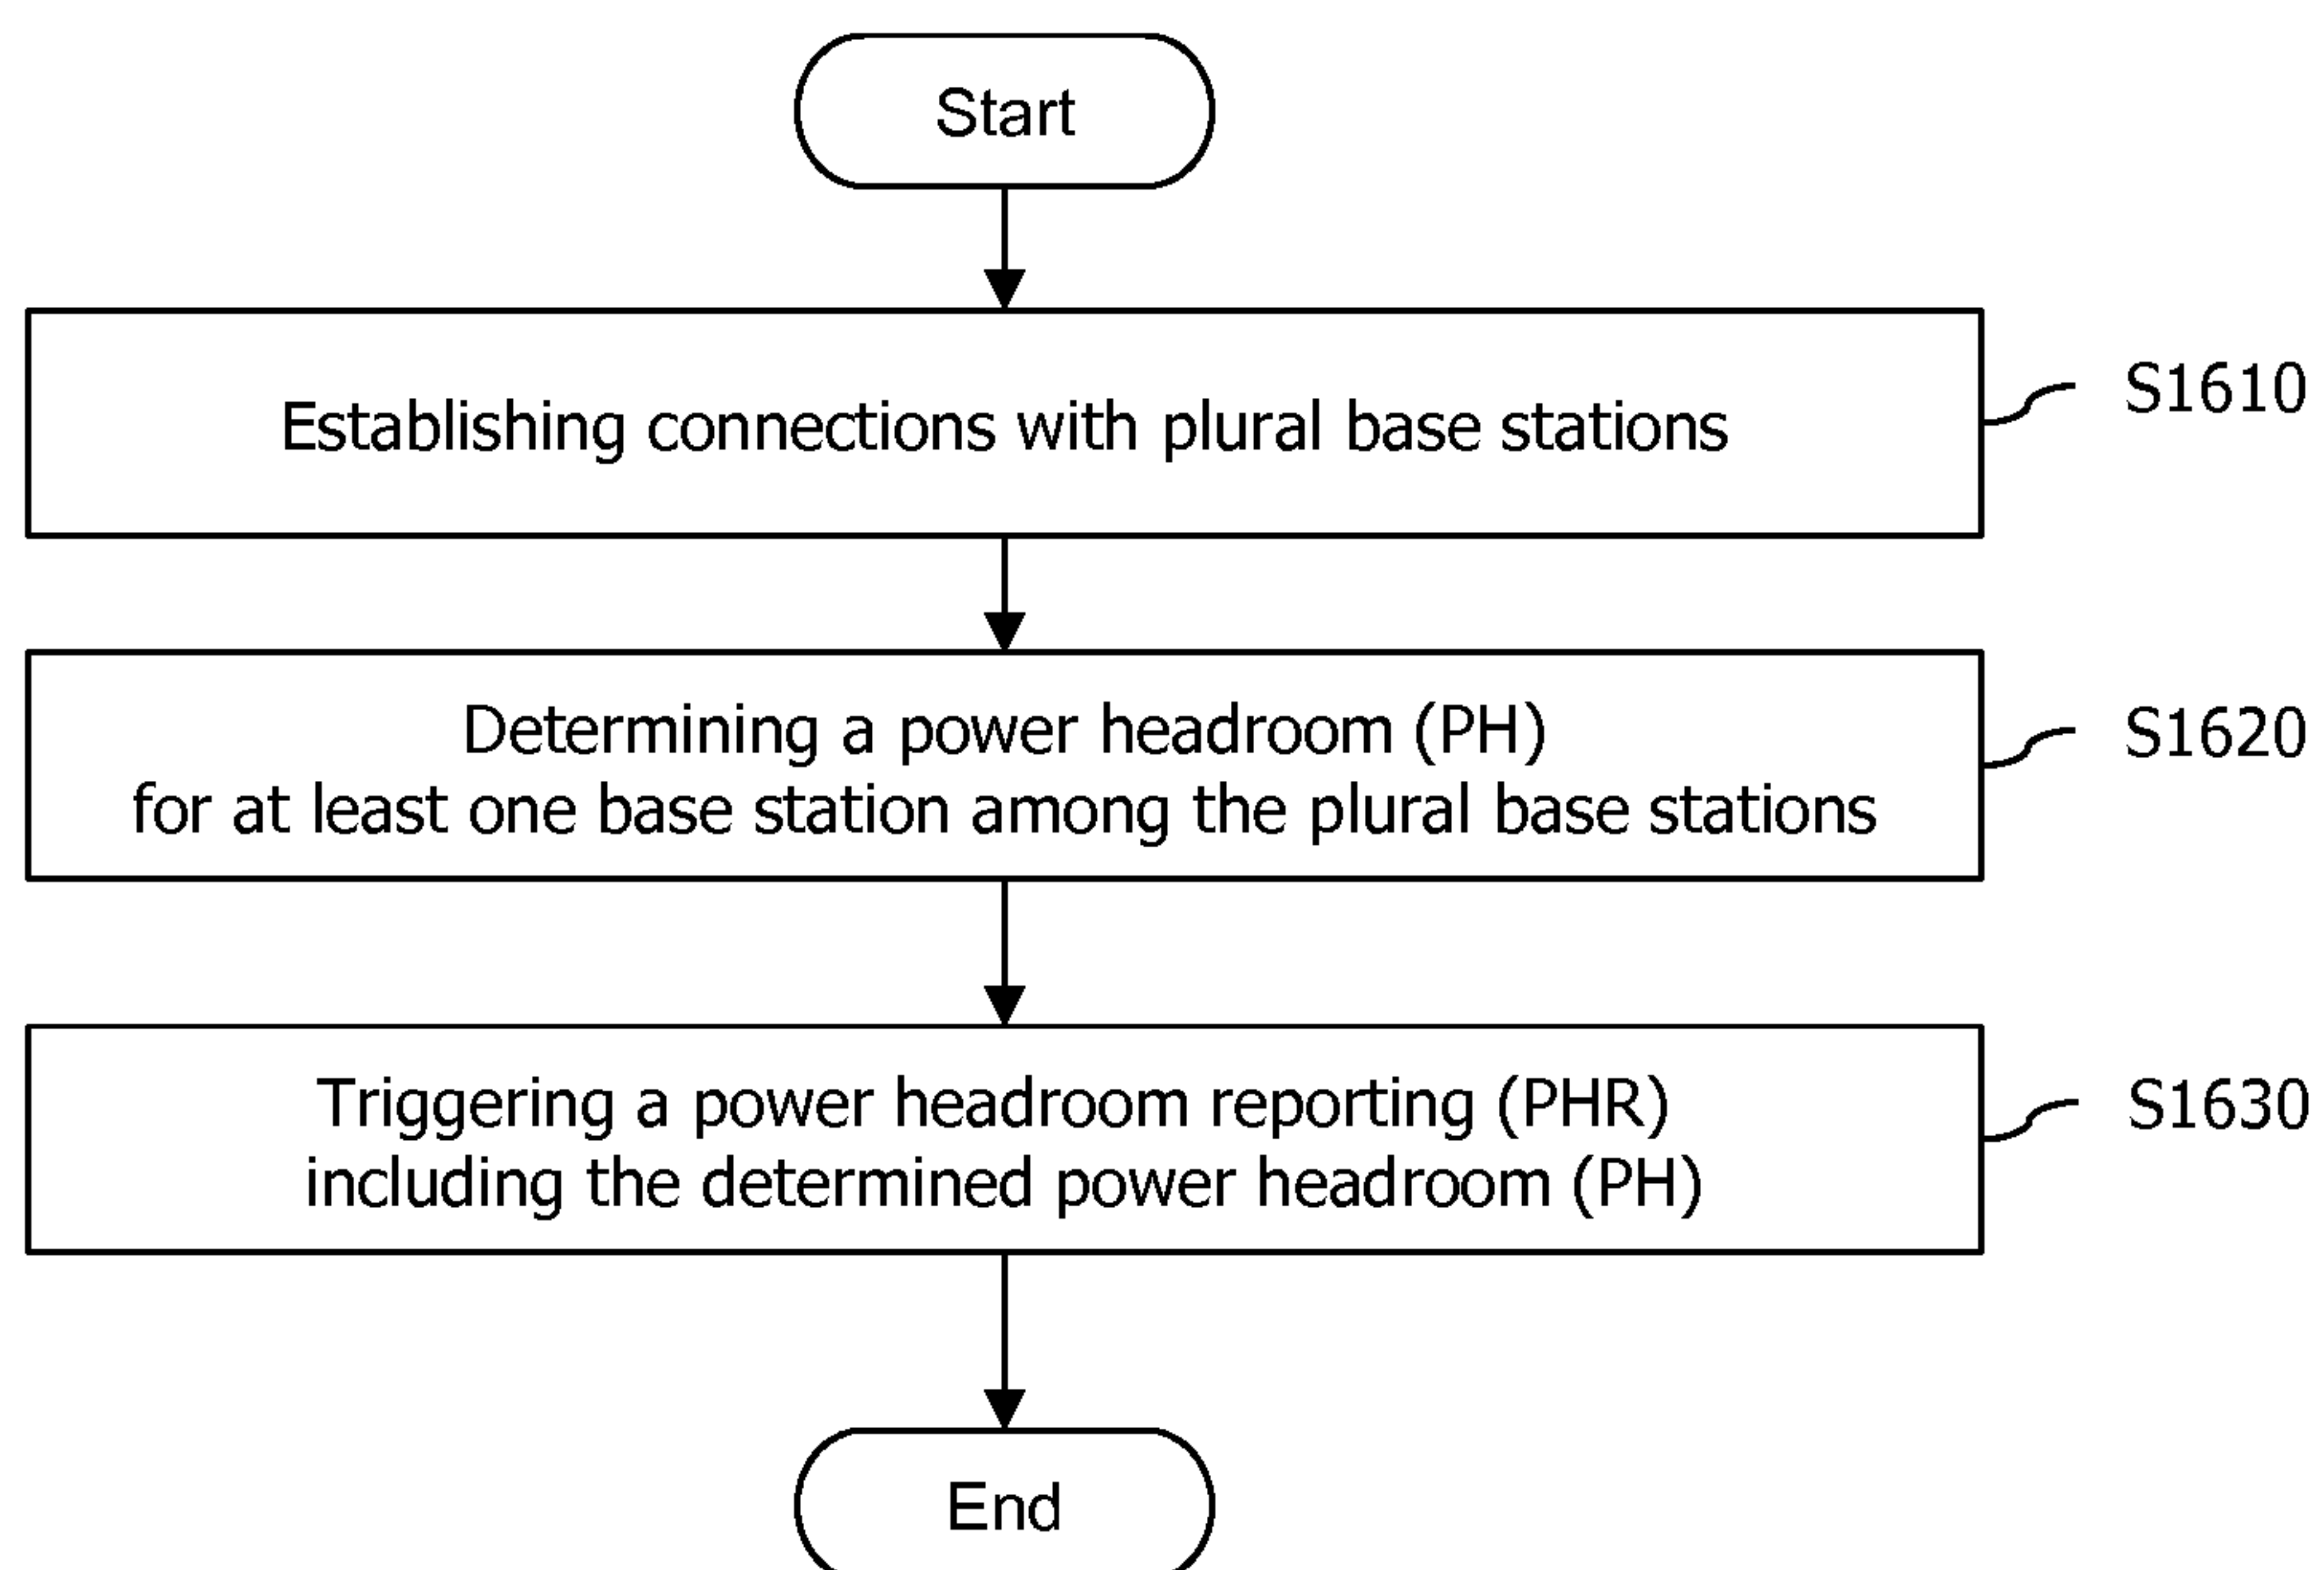 Start
Establishing connections with plural base stations
S1610
Determining a power headroom (PH)
for at least one base station among the plural base stations
S1620
Triggering a power headroom reporting (PHR)
including the determined power headroom (PH)
S1630
End